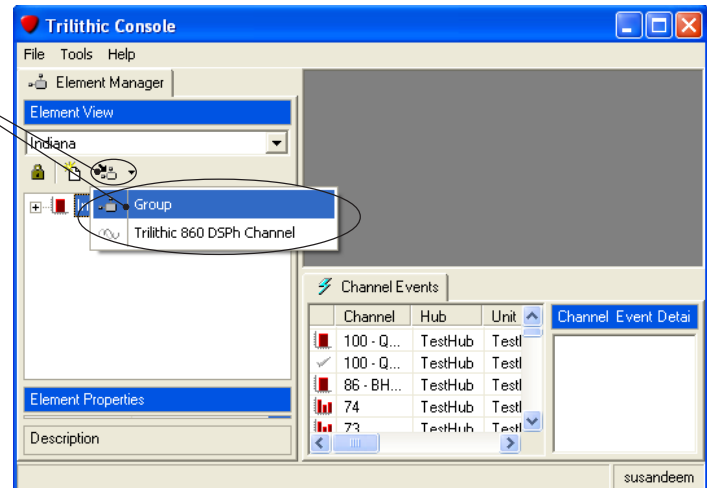 Trilithic Console
File Tools Help
Element Manager
Element View
Indiana
Group
Trilithic 860 DSPh Channel
Channel Events
Channel Hub Unit
100 - Q... TestHub Testl
100 - Q... TestHub Testl
86 - BH... TestHub Testl
74 TestHub Testl
73 TestHub Testl
Channel Event Detai
Element Properties
Description
susandeem